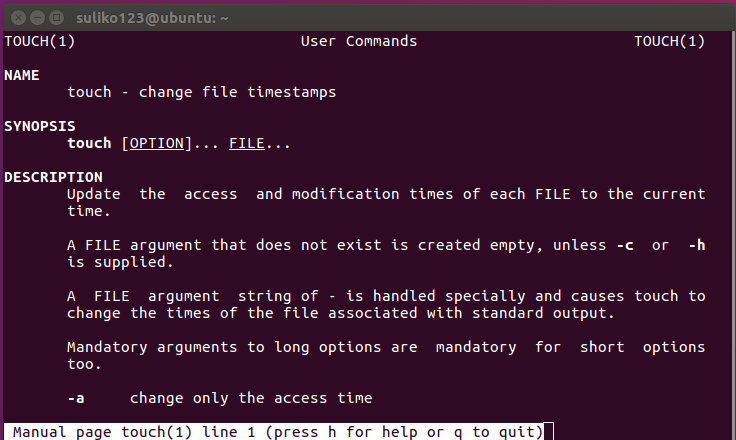 suliko123@ubuntu: ~
TOUCH(1) User Commands TOUCH(1)
NAME
touch - change file timestamps
SYNOPSIS
touch [OPTION]... FILE...
DESCRIPTION
Update the access and modification times of each FILE to the current
time.
A FILE argument that does not exist is created empty, unless -c or -h
is supplied.
A FILE argument string of - is handled specially and causes touch to
change the times of the file associated with standard output.
Mandatory arguments to long options are mandatory for short options
too.
-a change only the access time
Manual page touch(1) line 1 (press h for help or q to quit)